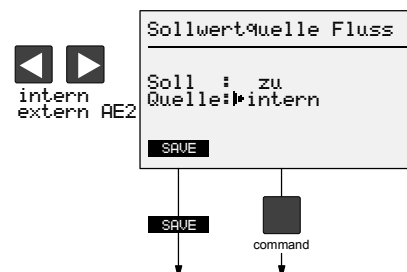 Sollwertquelle Fluss
Soll : zu
Quelle: intern
SAVE
intern
extern AE2
SAVE
command